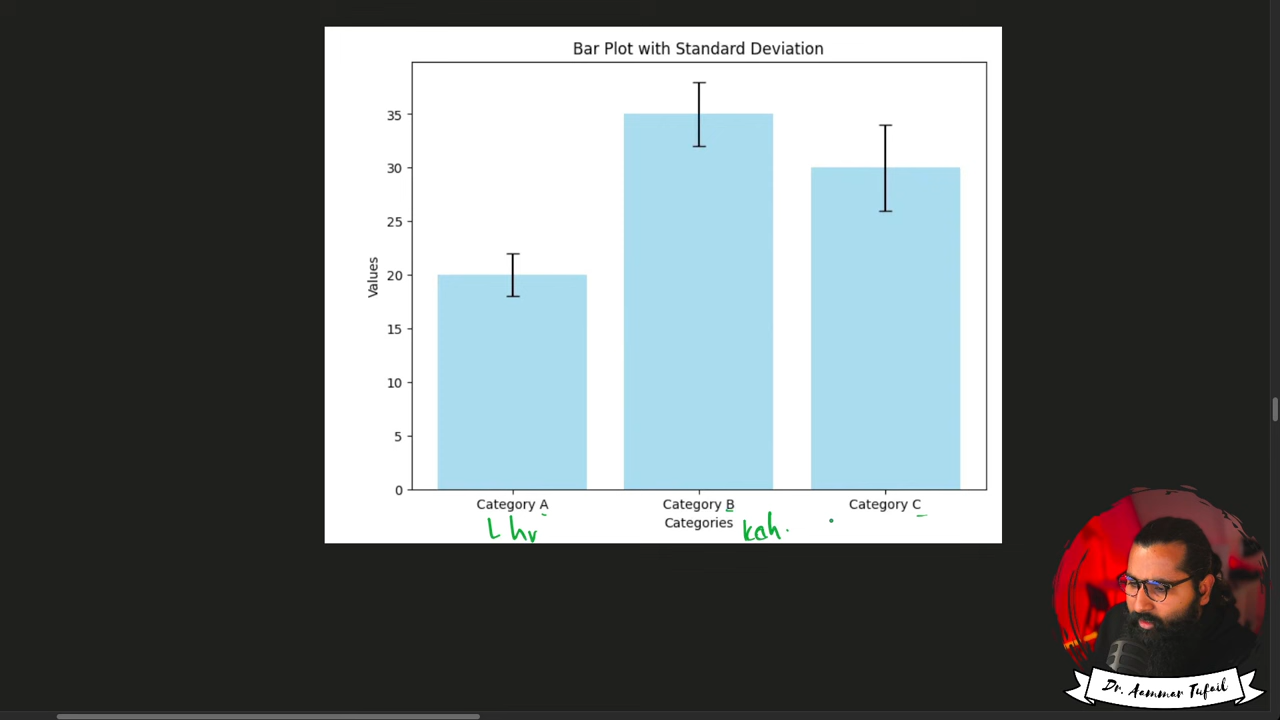 Bar Plot with Standard Deviation
35
30
25
20
15
10
5
0
Values
Category A
Category B
Category C
Categories
Lhr
Dr. Aammar Tufail